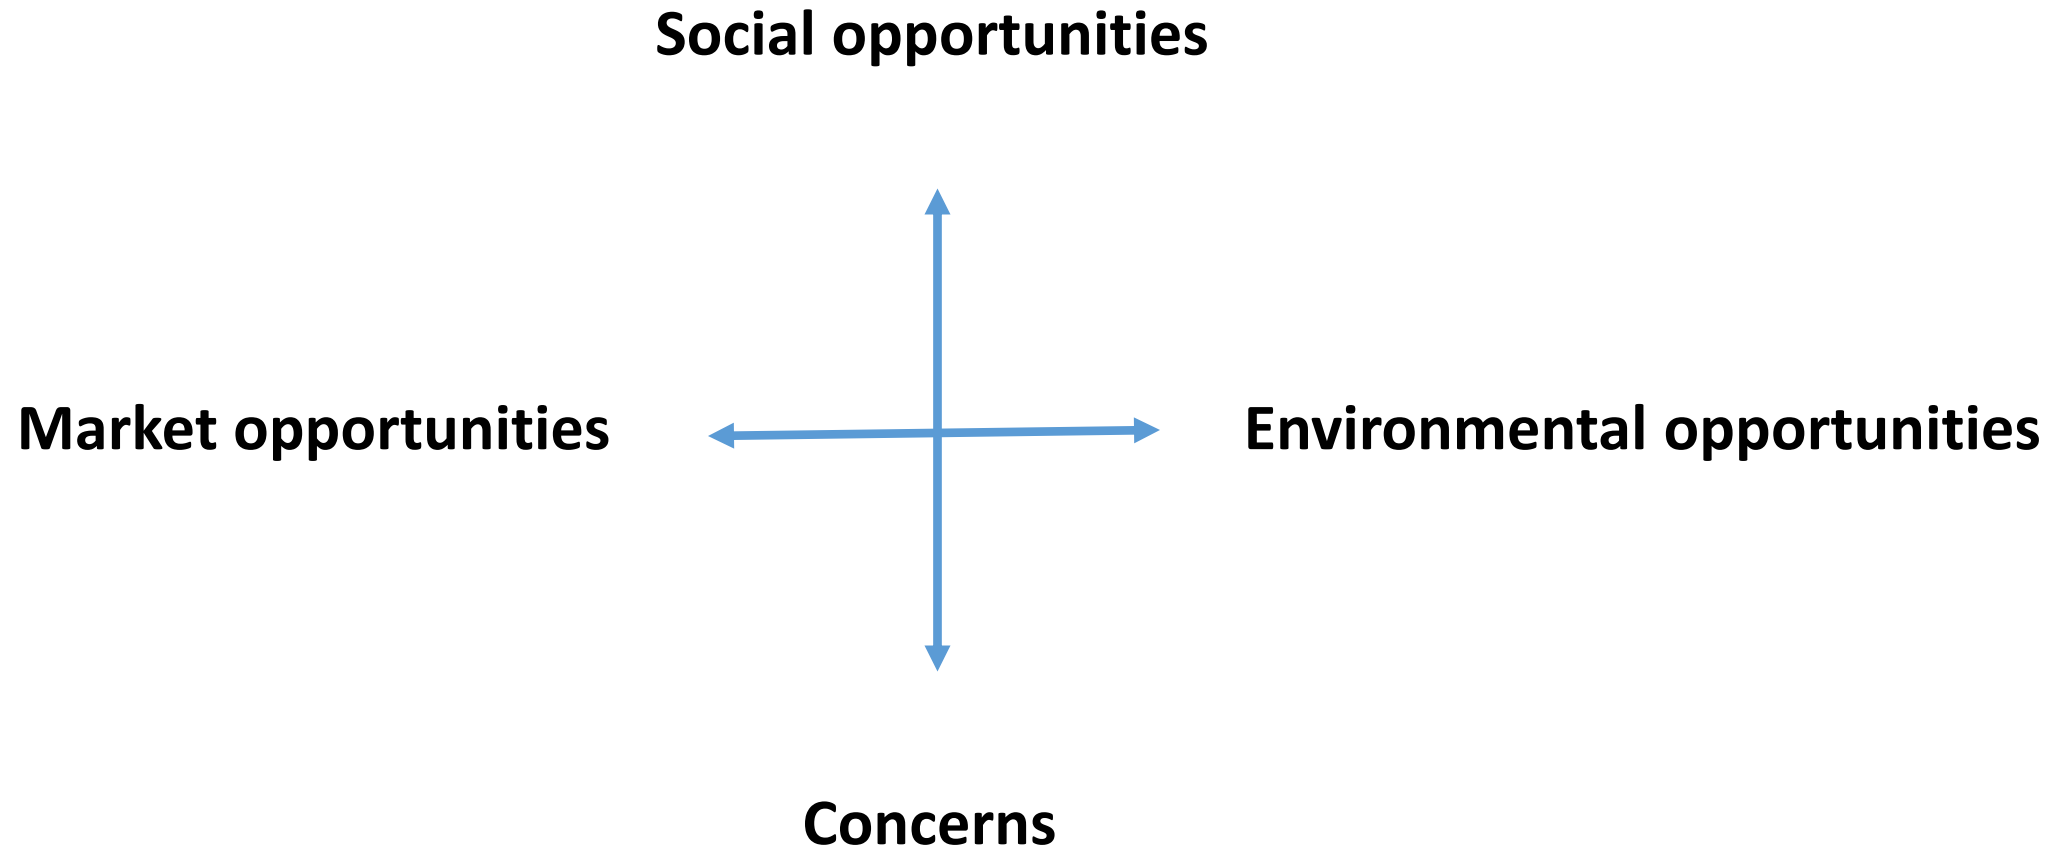 Social opportunities
Market opportunities
Environmental opportunities
Concerns